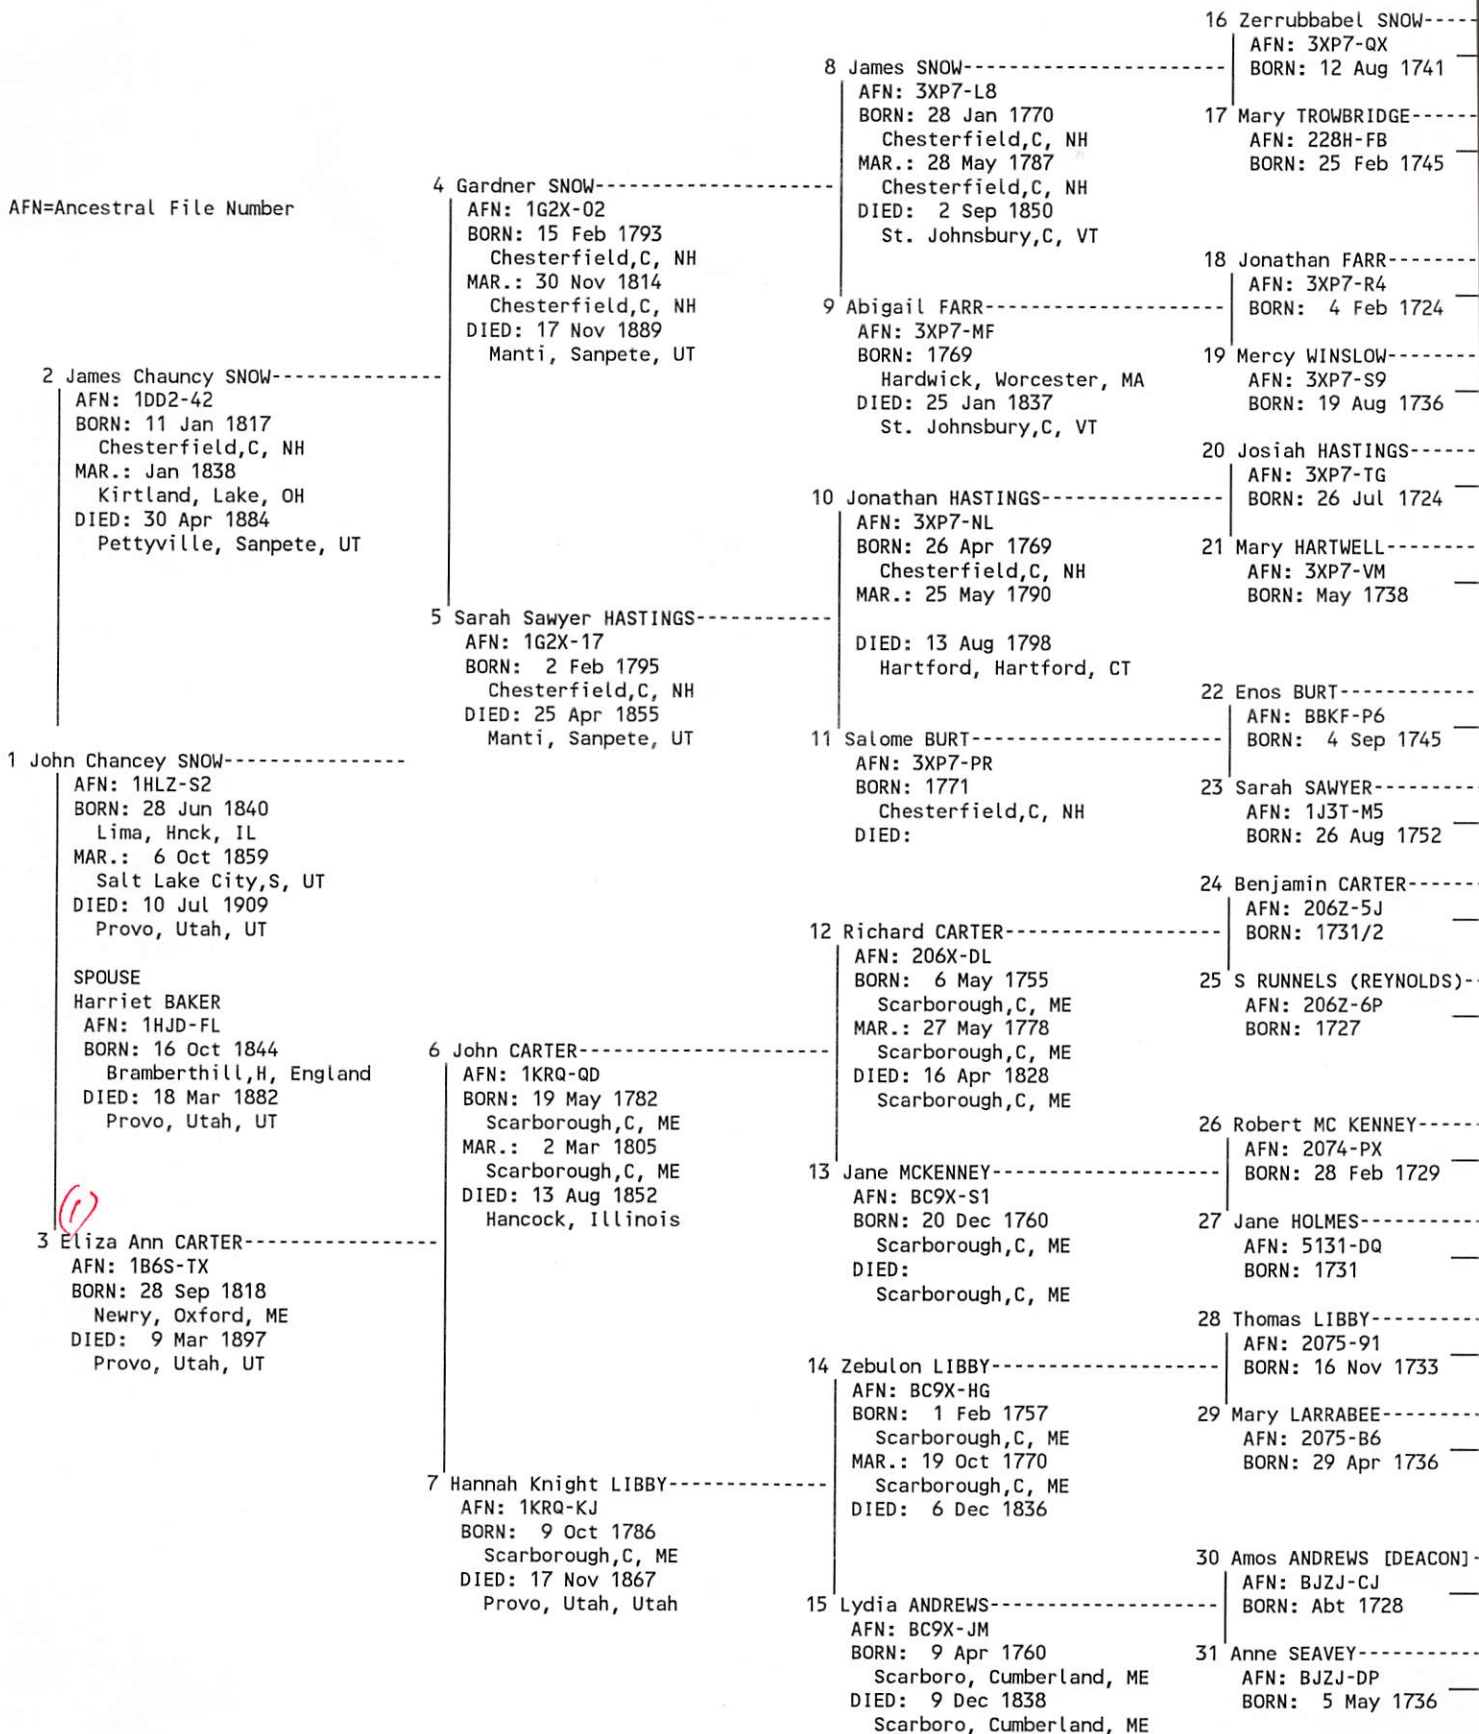 AFN=Ancestral File Number
1 John Chancey SNOW----------------
AFN: 1HLZ-S2
BORN: 28 Jun 1840
Lima, Hnck, IL
MAR.: 6 Oct 1859
Salt Lake City,S, UT
DIED: 10 Jul 1909
Provo, Utah, UT
SPOUSE
Harriet BAKER
AFN: 1HJD-FL
BORN: 16 Oct 1844
Bramberthill,H, England
DIED: 18 Mar 1882
Provo, Utah, UT
2 James Chauncy SNOW---------------
AFN: 1DD2-42
BORN: 11 Jan 1817
Chesterfield,C, NH
MAR.: Jan 1838
Kirtland, Lake, OH
DIED: 30 Apr 1884
Pettyville, Sanpete, UT
(1)
3 Eliza Ann CARTER-----------------
AFN: 1B6S-TX
BORN: 28 Sep 1818
Newry, Oxford, ME
DIED: 9 Mar 1897
Provo, Utah, UT
4 Gardner SNOW---------------------
AFN: 1G2X-02
BORN: 15 Feb 1793
Chesterfield,C, NH
MAR.: 30 Nov 1814
Chesterfield,C, NH
DIED: 17 Nov 1889
Manti, Sanpete, UT
5 Sarah Sawyer HASTINGS------------
AFN: 1G2X-17
BORN: 2 Feb 1795
Chesterfield,C, NH
DIED: 25 Apr 1855
Manti, Sanpete, UT
6 John CARTER----------------------
AFN: 1KRQ-QD
BORN: 19 May 1782
Scarborough,C, ME
MAR.: 2 Mar 1805
Scarborough,C, ME
DIED: 13 Aug 1852
Hancock, Illinois
7 Hannah Knight LIBBY--------------
AFN: 1KRQ-KJ
BORN: 9 Oct 1786
Scarborough,C, ME
DIED: 17 Nov 1867
Provo, Utah, Utah
8 James SNOW-----------------------
AFN: 3XP7-L8
BORN: 28 Jan 1770
Chesterfield,C, NH
MAR.: 28 May 1787
Chesterfield,C, NH
DIED: 2 Sep 1850
St. Johnsbury,C, VT
9 Abigail FARR---------------------
AFN: 3XP7-MF
BORN: 1769
Hardwick, Worcester, MA
DIED: 25 Jan 1837
St. Johnsbury,C, VT
10 Jonathan HASTINGS----------------
AFN: 3XP7-NL
BORN: 26 Apr 1769
Chesterfield,C, NH
MAR.: 25 May 1790
DIED: 13 Aug 1798
Hartford, Hartford, CT
11 Salome BURT----------------------
AFN: 3XP7-PR
BORN: 1771
Chesterfield,C, NH
DIED:
12 Richard CARTER-------------------
AFN: 206X-DL
BORN: 6 May 1755
Scarborough,C, ME
MAR.: 27 May 1778
Scarborough,C, ME
DIED: 16 Apr 1828
Scarborough,C, ME
13 Jane MCKENNEY--------------------
AFN: BC9X-S1
BORN: 20 Dec 1760
Scarborough,C, ME
DIED:
Scarborough,C, ME
14 Zebulon LIBBY--------------------
AFN: BC9X-HG
BORN: 1 Feb 1757
Scarborough,C, ME
MAR.: 19 Oct 1770
Scarborough,C, ME
DIED: 6 Dec 1836
15 Lydia ANDREWS--------------------
AFN: BC9X-JM
BORN: 9 Apr 1760
Scarboro, Cumberland, ME
DIED: 9 Dec 1838
Scarboro, Cumberland, ME
16 Zerrubbabel SNOW-----
AFN: 3XP7-QX
BORN: 12 Aug 1741
17 Mary TROWBRIDGE------
AFN: 228H-FB
BORN: 25 Feb 1745
18 Jonathan FARR--------
AFN: 3XP7-R4
BORN: 4 Feb 1724
19 Mercy WINSLOW--------
AFN: 3XP7-S9
BORN: 19 Aug 1736
20 Josiah HASTINGS------
AFN: 3XP7-TG
BORN: 26 Jul 1724
21 Mary HARTWELL--------
AFN: 3XP7-VM
BORN: May 1738
22 Enos BURT------------
AFN: BBKF-P6
BORN: 4 Sep 1745
23 Sarah SAWYER---------
AFN: 1J3T-M5
BORN: 26 Aug 1752
24 Benjamin CARTER------
AFN: 206Z-5J
BORN: 1731/2
25 S RUNNELS (REYNOLDS)--
AFN: 206Z-6P
BORN: 1727
26 Robert MC KENNEY-----
AFN: 2074-PX
BORN: 28 Feb 1729
27 Jane HOLMES----------
AFN: 5131-DQ
BORN: 1731
28 Thomas LIBBY---------
AFN: 2075-91
BORN: 16 Nov 1733
29 Mary LARRABEE--------
AFN: 2075-B6
BORN: 29 Apr 1736
30 Amos ANDREWS [DEACON]-
AFN: BJZJ-CJ
BORN: Abt 1728
31 Anne SEAVEY----------
AFN: BJZJ-DP
BORN: 5 May 1736